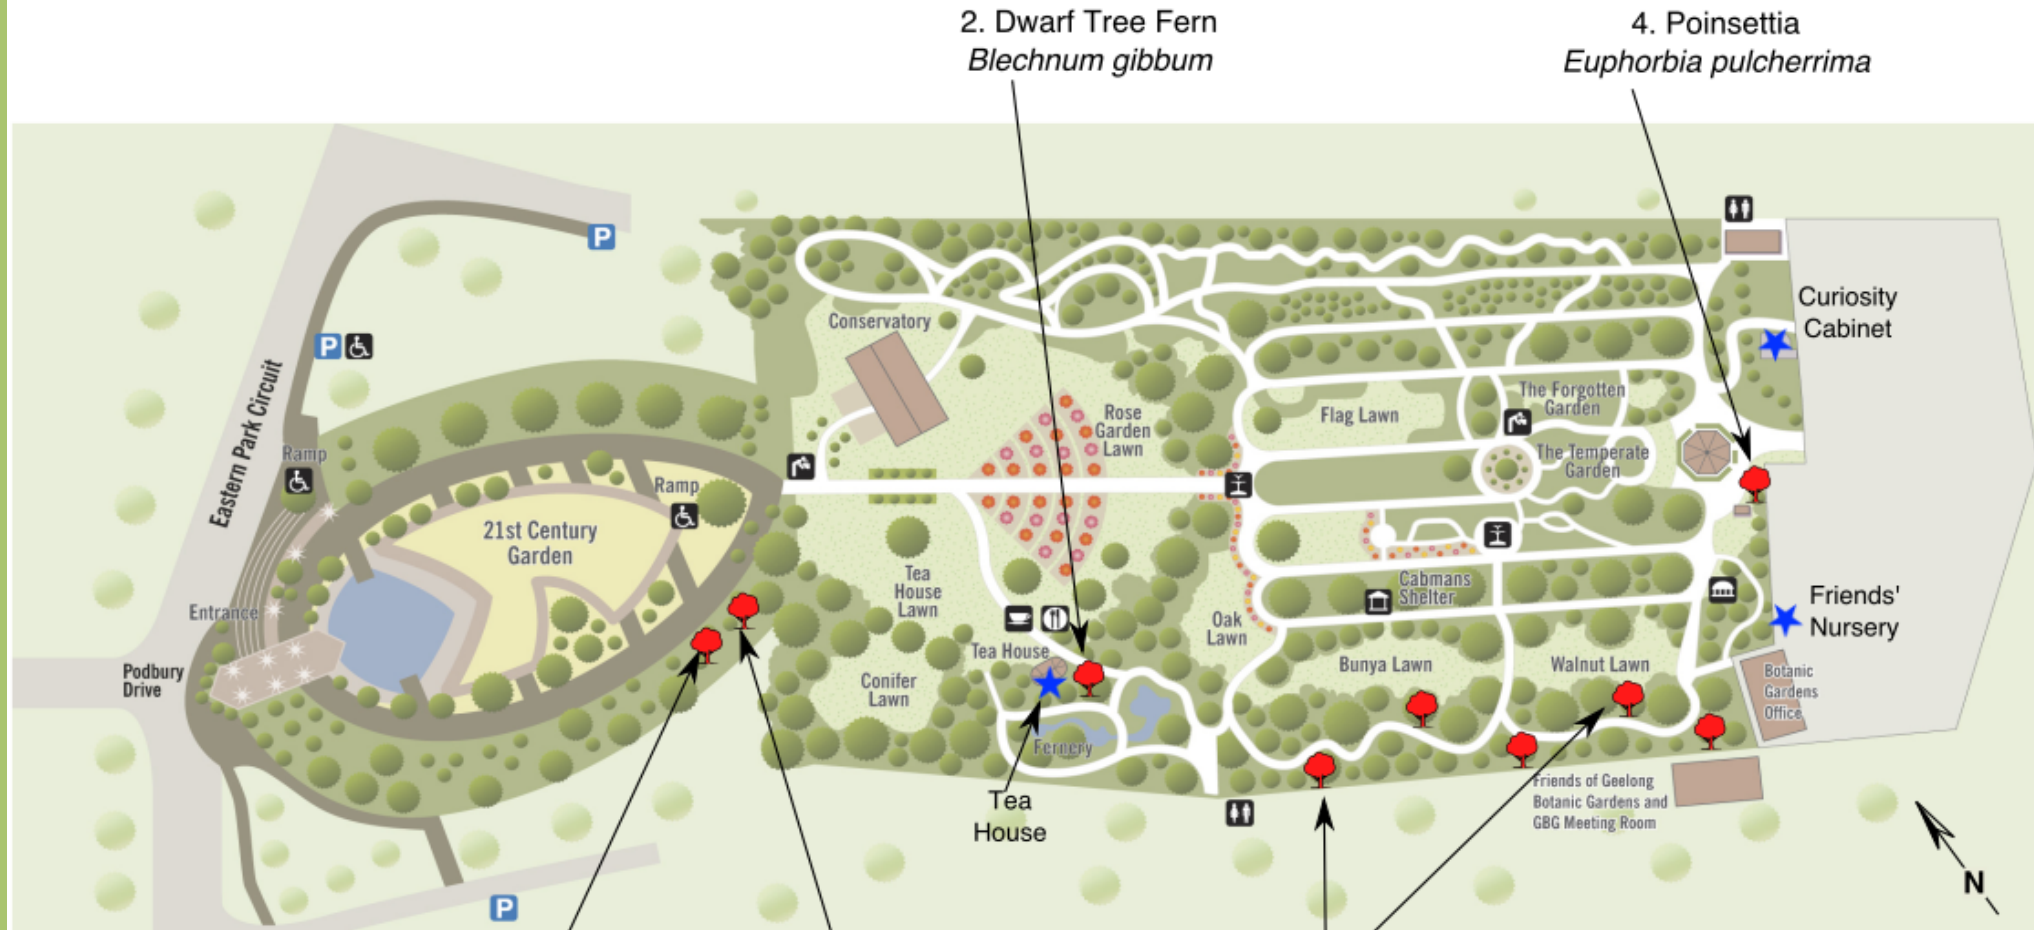 2. Dwarf Tree Fern
Blechnum gibbum
4. Poinsettia
Euphorbia pulcherrima
P
P
Eastern Park Circuit
Ramp
Conservatory
Curiosity
Cabinet
Rose
Garden
Lawn
Flag Lawn
The Forgotten
Garden
The Temperate
Garden
Ramp
21st Century
Garden
Entrance
Podbury
Drive
Tea
House
Lawn
Tea House
Conifer
Lawn
Fernery
Tea
House
Oak
Lawn
Cabmans
Shelter
Bunya Lawn
Walnut Lawn
Friends'
Nursery
Botanic
Gardens
Office
Friends of Geelong
Botanic Gardens and
GBG Meeting Room
P
N